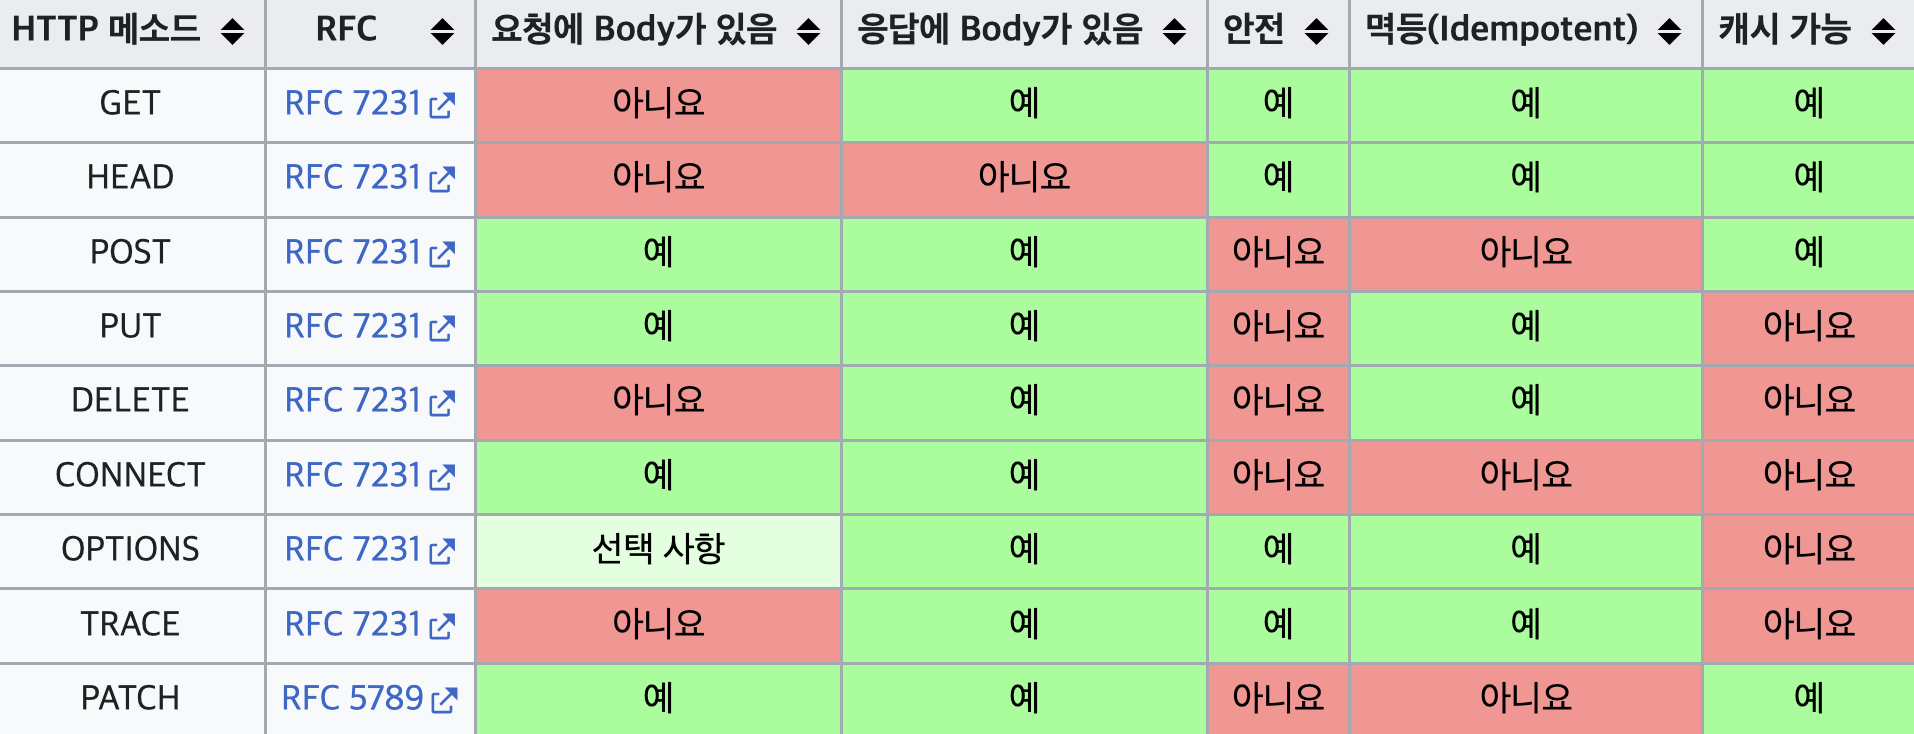 HTTP 메소드 RFC 요청에 Body가 있음 응답에 Body가 있음 안전 멱등(Idempotent) 캐시 가능
GET RFC 7231 아니요 예 예 예 예
HEAD RFC 7231 아니요 아니요 예 예 예
POST RFC 7231 예 예 아니요 아니요 예
PUT RFC 7231 예 예 아니요 예 아니요
DELETE RFC 7231 아니요 예 아니요 예 아니요
CONNECT RFC 7231 예 예 아니요 아니요 아니요
OPTIONS RFC 7231 선택 사항 예 예 예 아니요
TRACE RFC 7231 아니요 예 예 예 아니요
PATCH RFC 5789 예 예 아니요 아니요 예